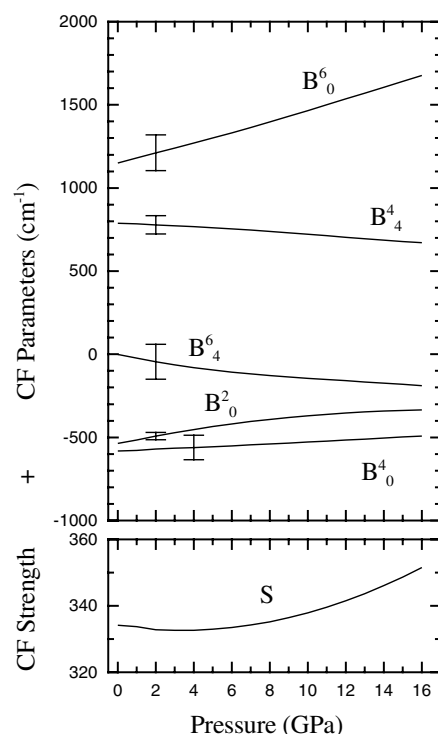 2000
1500
1000
500
0
-500
-1000
CF Parameters (cm-1)
+
B60
B44
B64
B20
B40
360
340
320
CF Strength
S
0 2 4 6 8 10 12 14 16
Pressure (GPa)